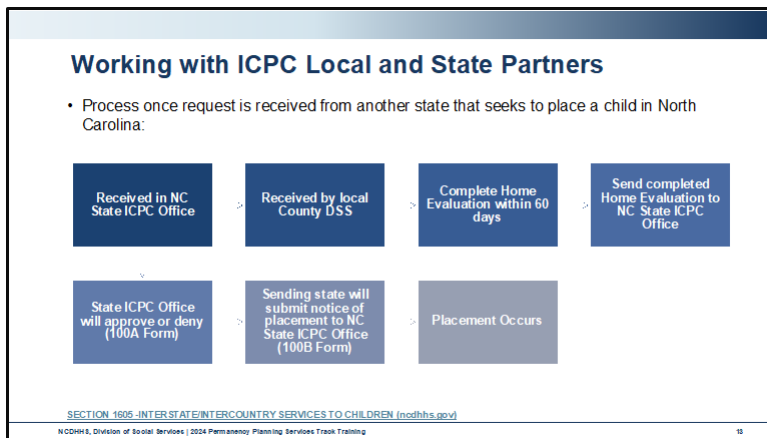 Working with ICPC Local and State Partners
• Process once request is received from another state that seeks to place a child in North
Carolina:
Received in NC
State ICPC Office
Received by local
County DSS
Complete Home
Evaluation within 60
days
Send completed
Home Evaluation to
NC State ICPC
Office
State ICPC Office
will approve or deny
(100A Form)
Sending state will
submit notice of
placement to NC
State ICPC Office
(100B Form)
Placement Occurs
SECTION 1605 -INTERSTATE/INTERCOUNTRY SERVICES TO CHILDREN (ncdhhs.gov)
NCDHHS, Division of Social Services | 2024 Permanency Planning Services Track Training
13